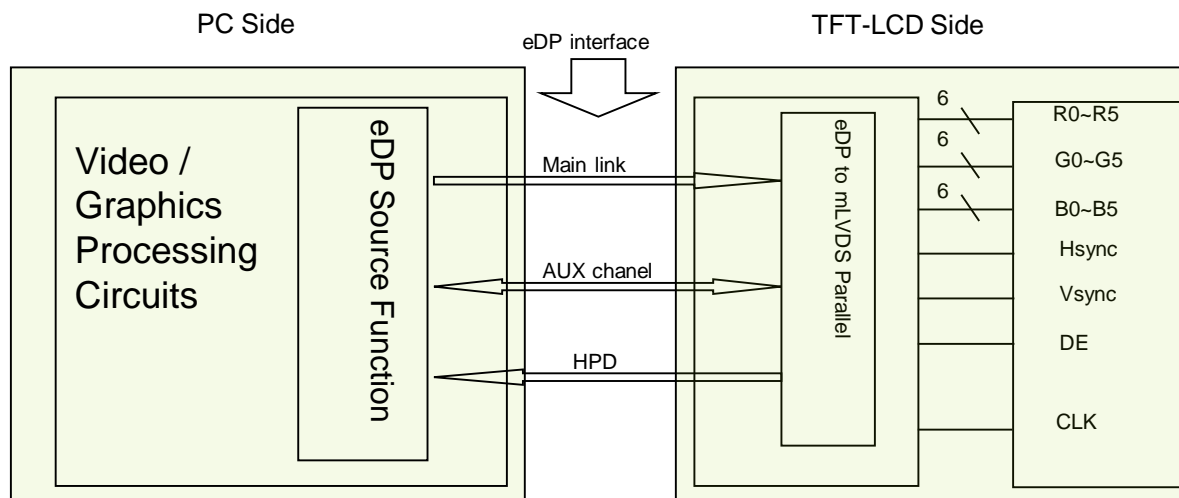 PC Side
eDP interface
TFT-LCD Side
Video /
Graphics
Processing
Circuits
eDP Source Function
Main link
AUX chanel
HPD
eDP to mLVDS Parallel
6
R0~R5
6
G0~G5
6
B0~B5
Hsync
Vsync
DE
CLK